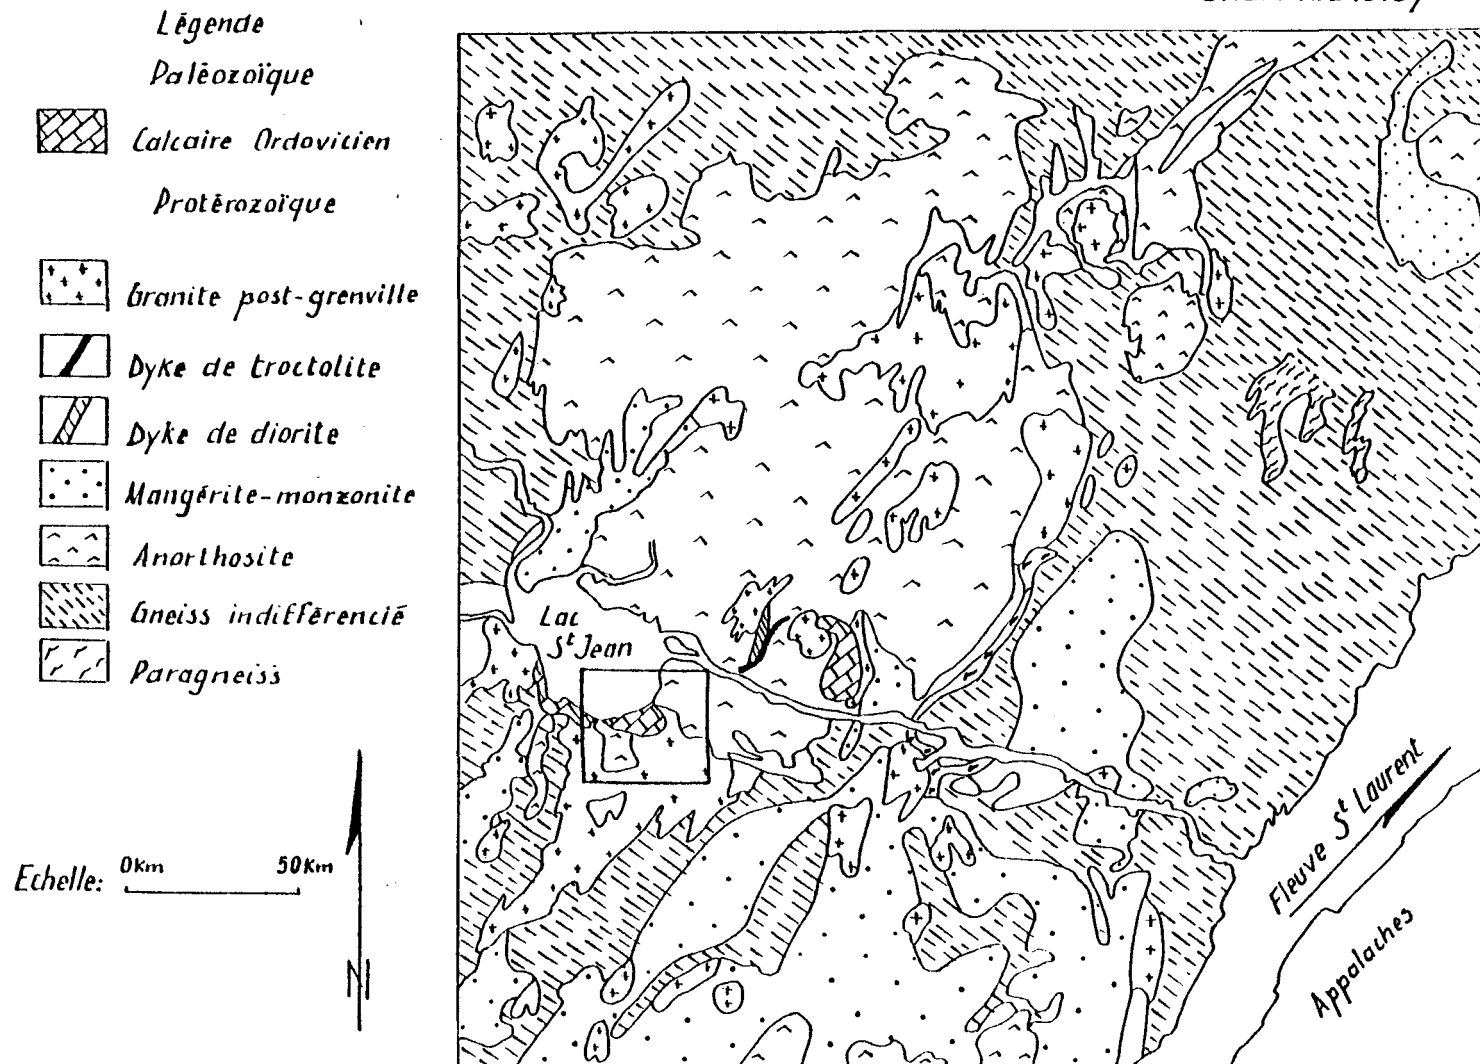 Légende
Paléozoïque
Calcaire Ordovicien
Protérozoïque
Granite post-grenville
Dyke de troctolite
Dyke de diorite
Mangérite-monzonite
Anorthosite
Gneiss indifférencié
Paragneiss
Echelle: 0km 50Km
N
Lac
St Jean
Fleuve St Laurent
Appalaches